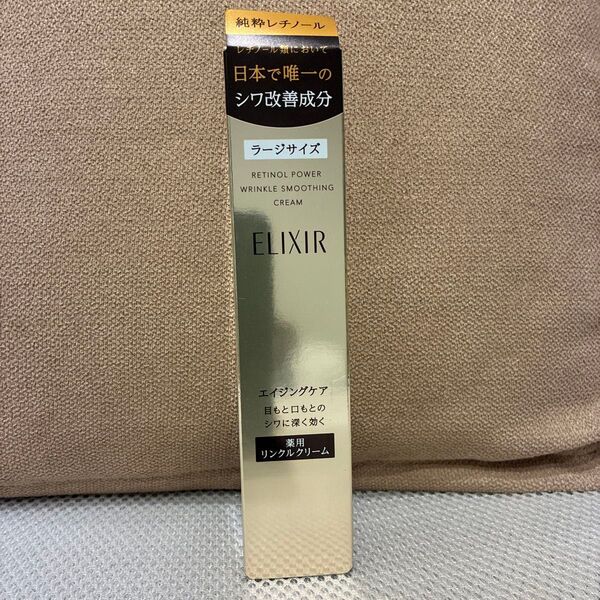 純粋レチノール
レチノール類において
日本で唯一の
シワ改善成分
ラージサイズ
RETINOL POWER
WRINKLE SMOOTHING
CREAM
ELIXIR
エイジングケア
目もと口もとの
シワに深く効く
薬用
リンクルクリーム